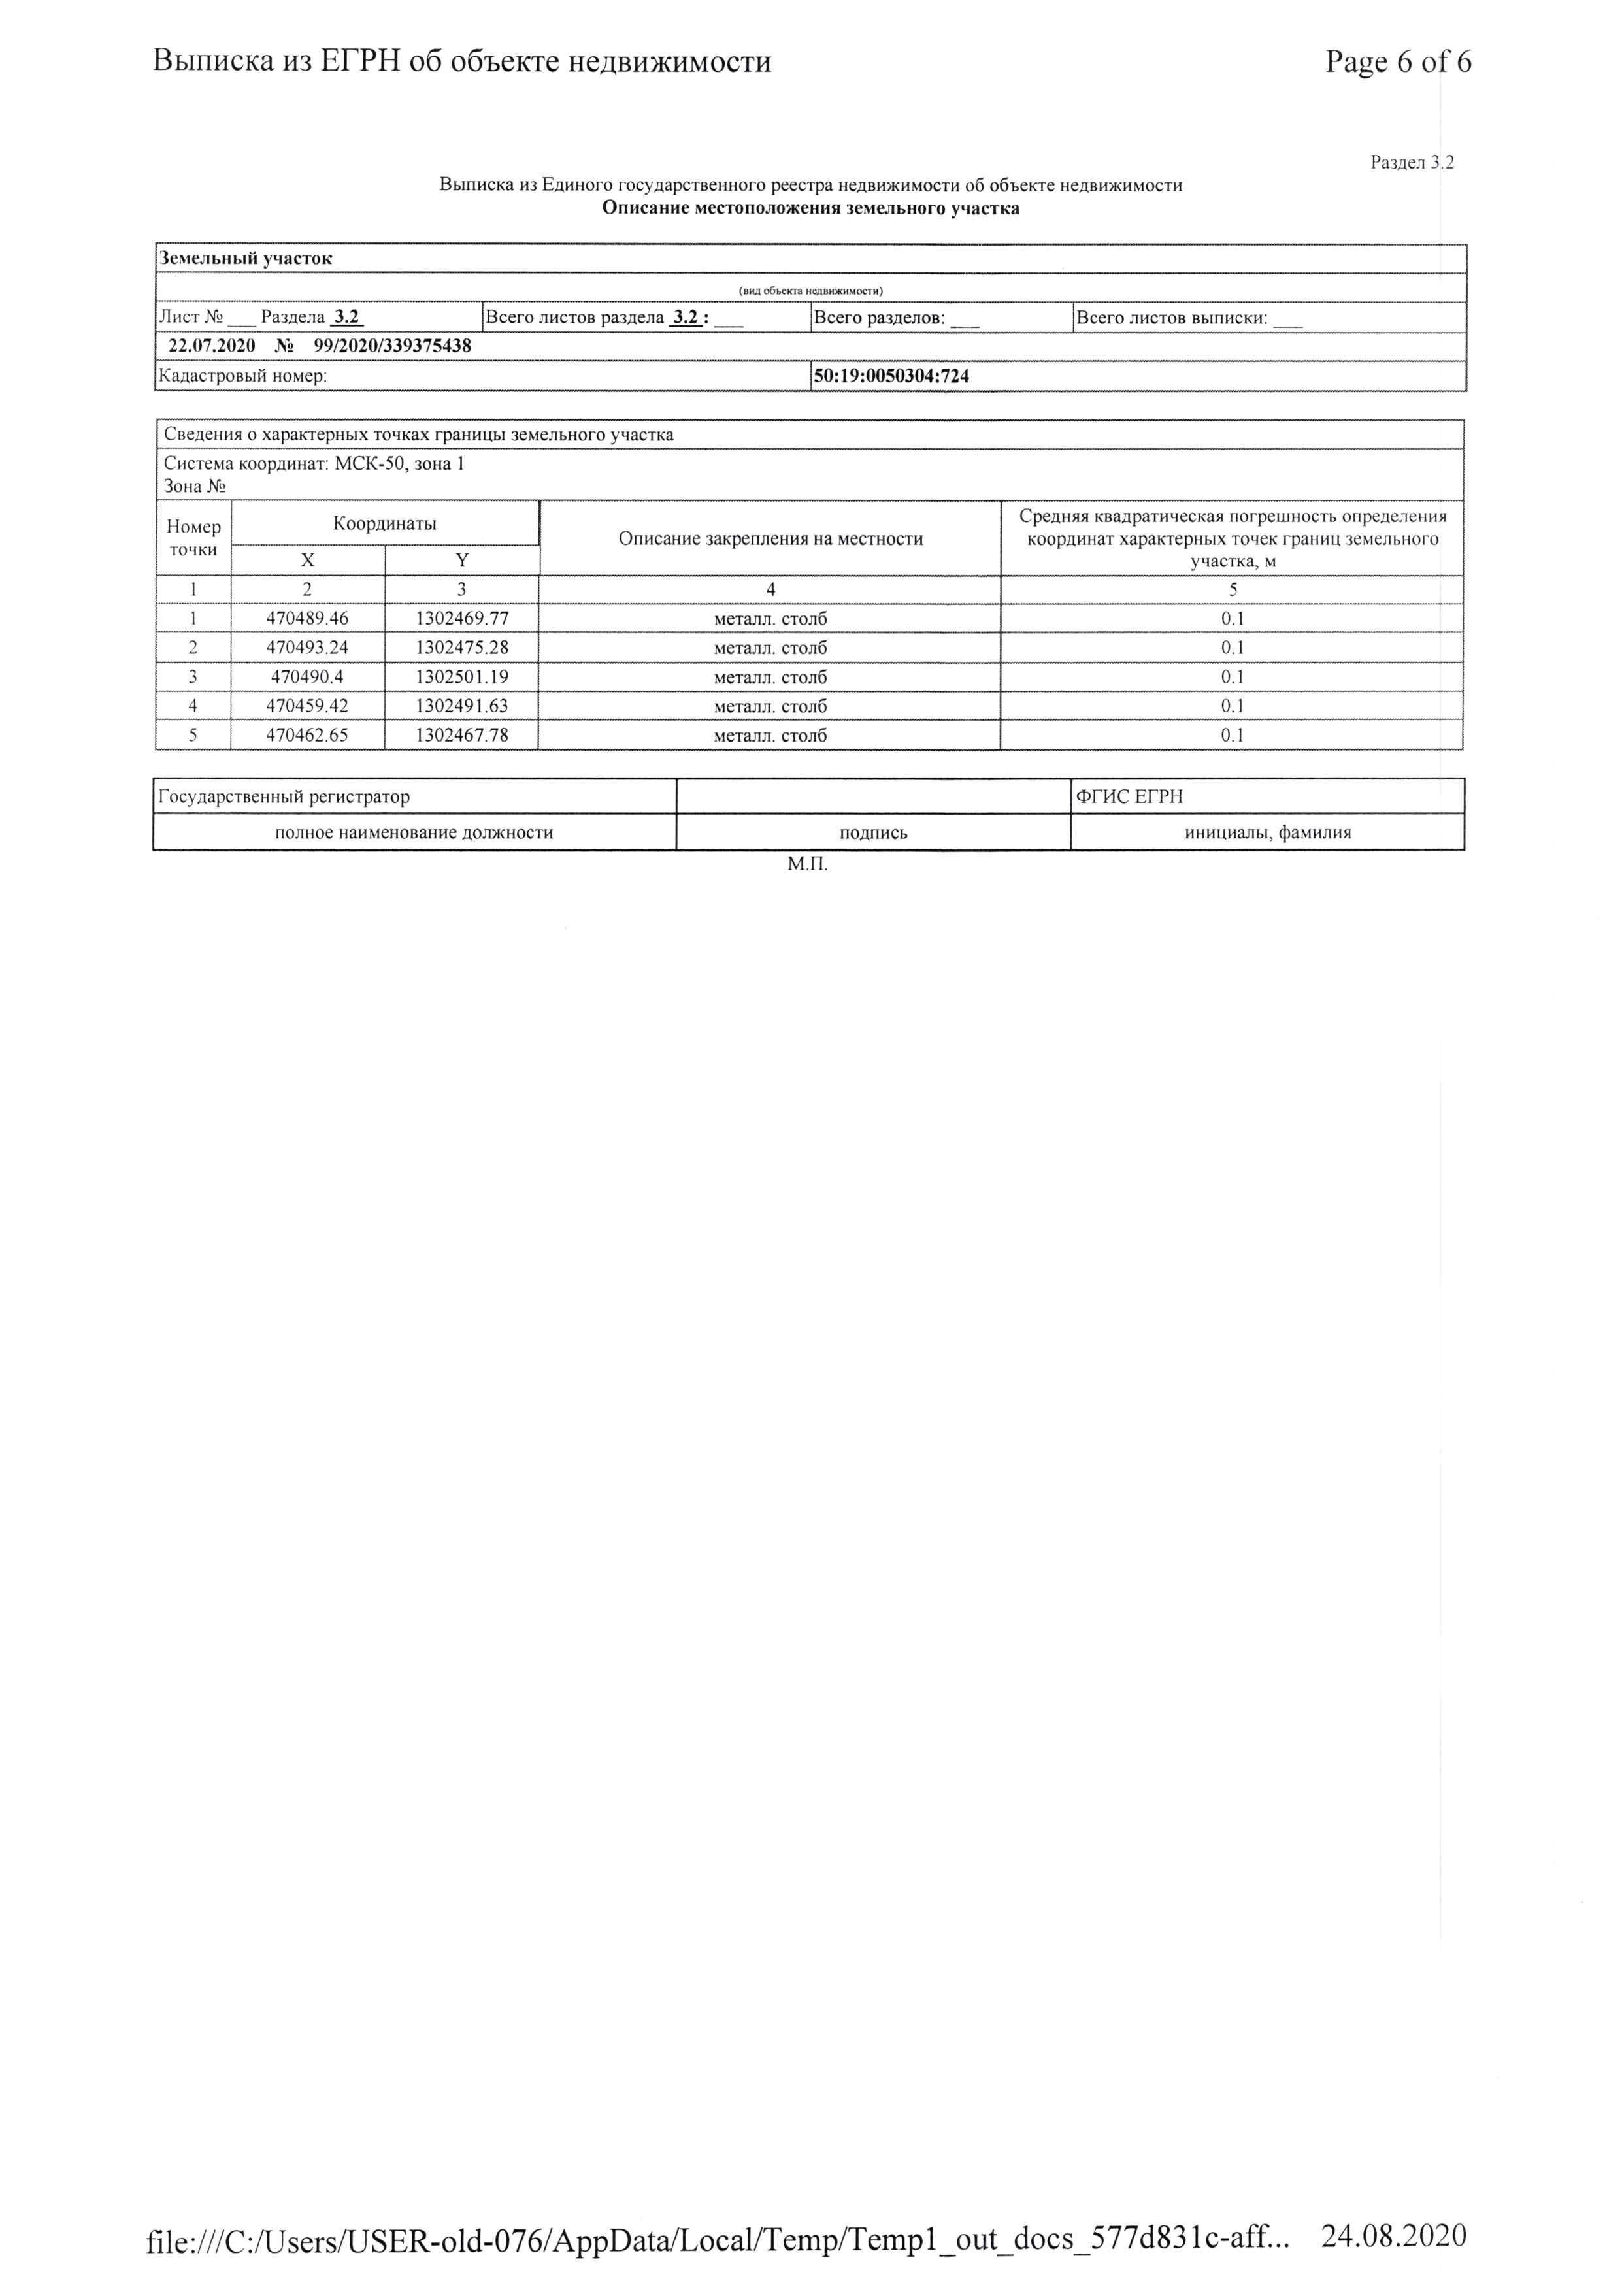 Выписка из ЕГРН об объекте недвижимости Page 6 of 6
Раздел 3.2
Выписка из Единого государственного реестра недвижимости об объекте недвижимости
Описание местоположения земельного участка
Земельный участок
(вид объекта недвижимости)
Лист № ___ Раздела 3.2 Всего листов раздела 3.2 : ___ Всего разделов: ___ Всего листов выписки: ___
22.07.2020 № 99/2020/339375438
Кадастровый номер: 50:19:0050304:724
Сведения о характерных точках границы земельного участка
Система координат: МСК-50, зона 1
Зона №
Номер точки Координаты Описание закрепления на местности Средняя квадратическая погрешность определения координат характерных точек границ земельного участка, м
X Y
1 2 3 4 5
1 470489.46 1302469.77 металл. столб 0.1
2 470493.24 1302475.28 металл. столб 0.1
3 470490.4 1302501.19 металл. столб 0.1
4 470459.42 1302491.63 металл. столб 0.1
5 470462.65 1302467.78 металл. столб 0.1
Государственный регистратор ФГИС ЕГРН
полное наименование должности подпись инициалы, фамилия
М.П.
file:///C:/Users/USER-old-076/AppData/Local/Temp/Temp1_out_docs_577d831c-aff... 24.08.2020